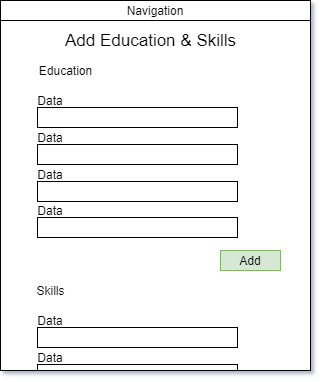 Navigation
Add Education & Skills
Education
Data
Data
Data
Data
Add
Skills
Data
Data